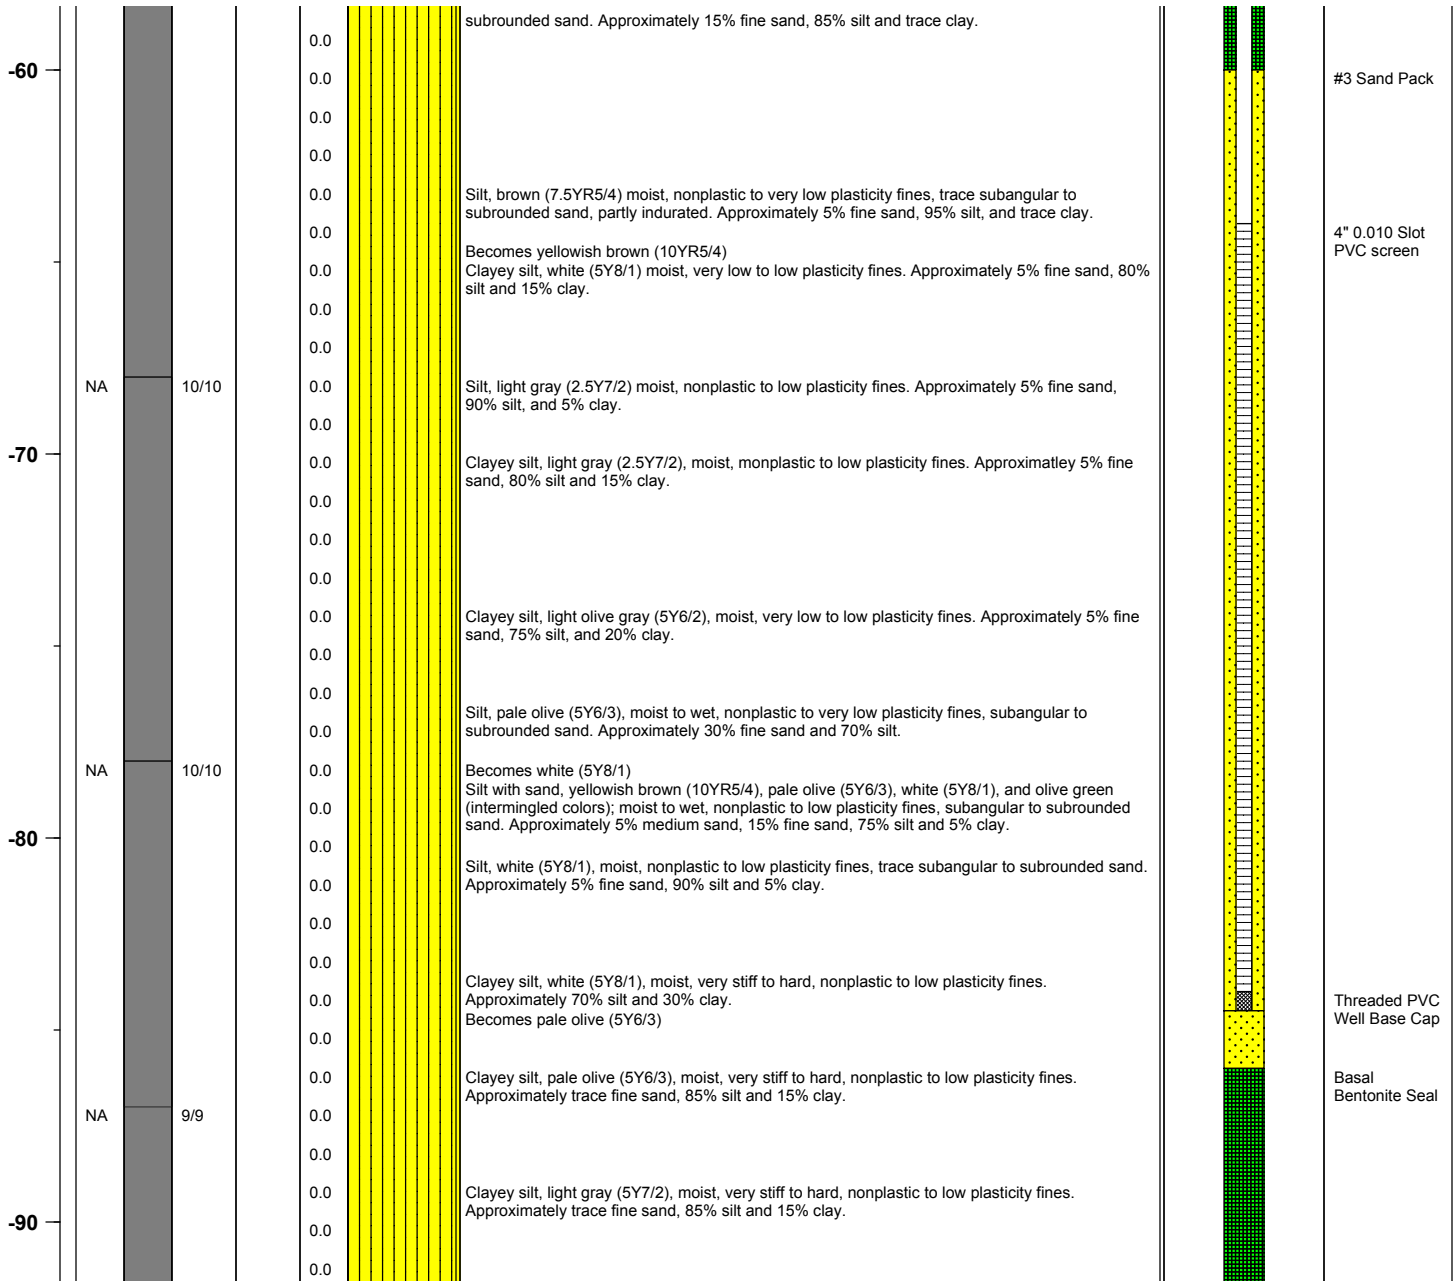 subrounded sand. Approximately 15% fine sand, 85% silt and trace clay.
0.0
-60
0.0
#3 Sand Pack
0.0
0.0
0.0
Silt, brown (7.5YR5/4) moist, nonplastic to very low plasticity fines, trace subangular to
subrounded sand, partly indurated. Approximately 5% fine sand, 95% silt, and trace clay.
0.0
4" 0.010 Slot
PVC screen
Becomes yellowish brown (10YR5/4)
0.0
Clayey silt, white (5Y8/1) moist, very low to low plasticity fines. Approximately 5% fine sand, 80%
silt and 15% clay.
0.0
0.0
NA
10/10
0.0
Silt, light gray (2.5Y7/2) moist, nonplastic to low plasticity fines. Approximately 5% fine sand,
90% silt, and 5% clay.
0.0
-70
0.0
Clayey silt, light gray (2.5Y7/2), moist, monplastic to low plasticity fines. Approximatley 5% fine
sand, 80% silt and 15% clay.
0.0
0.0
0.0
0.0
Clayey silt, light olive gray (5Y6/2), moist, very low to low plasticity fines. Approximately 5% fine
sand, 75% silt, and 20% clay.
0.0
0.0
Silt, pale olive (5Y6/3), moist to wet, nonplastic to very low plasticity fines, subangular to
subrounded sand. Approximately 30% fine sand and 70% silt.
0.0
NA
10/10
0.0
Becomes white (5Y8/1)
Silt with sand, yellowish brown (10YR5/4), pale olive (5Y6/3), white (5Y8/1), and olive green
(intermingled colors); moist to wet, nonplastic to low plasticity fines, subangular to subrounded
sand. Approximately 5% medium sand, 15% fine sand, 75% silt and 5% clay.
0.0
-80
0.0
Silt, white (5Y8/1), moist, nonplastic to low plasticity fines, trace subangular to subrounded sand.
Approximately 5% fine sand, 90% silt and 5% clay.
0.0
0.0
0.0
Clayey silt, white (5Y8/1), moist, very stiff to hard, nonplastic to low plasticity fines.
Approximately 70% silt and 30% clay.
0.0
Threaded PVC
Well Base Cap
Becomes pale olive (5Y6/3)
0.0
0.0
Clayey silt, pale olive (5Y6/3), moist, very stiff to hard, nonplastic to low plasticity fines.
Approximately trace fine sand, 85% silt and 15% clay.
Basal
Bentonite Seal
NA
9/9
0.0
0.0
0.0
Clayey silt, light gray (5Y7/2), moist, very stiff to hard, nonplastic to low plasticity fines.
Approximately trace fine sand, 85% silt and 15% clay.
-90
0.0
0.0